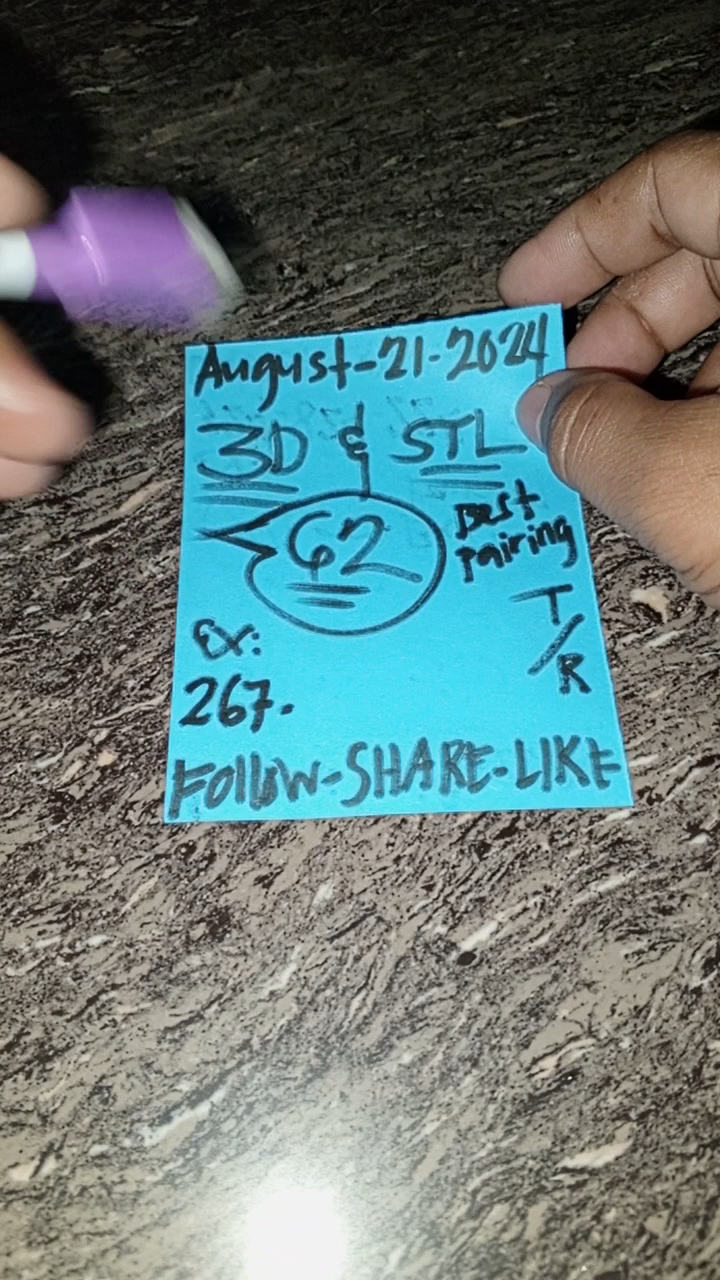 August-21-2024
3D & STL
62
Best
pairing
T/R
Ex:
267.
Follow-SHARE-LIKE